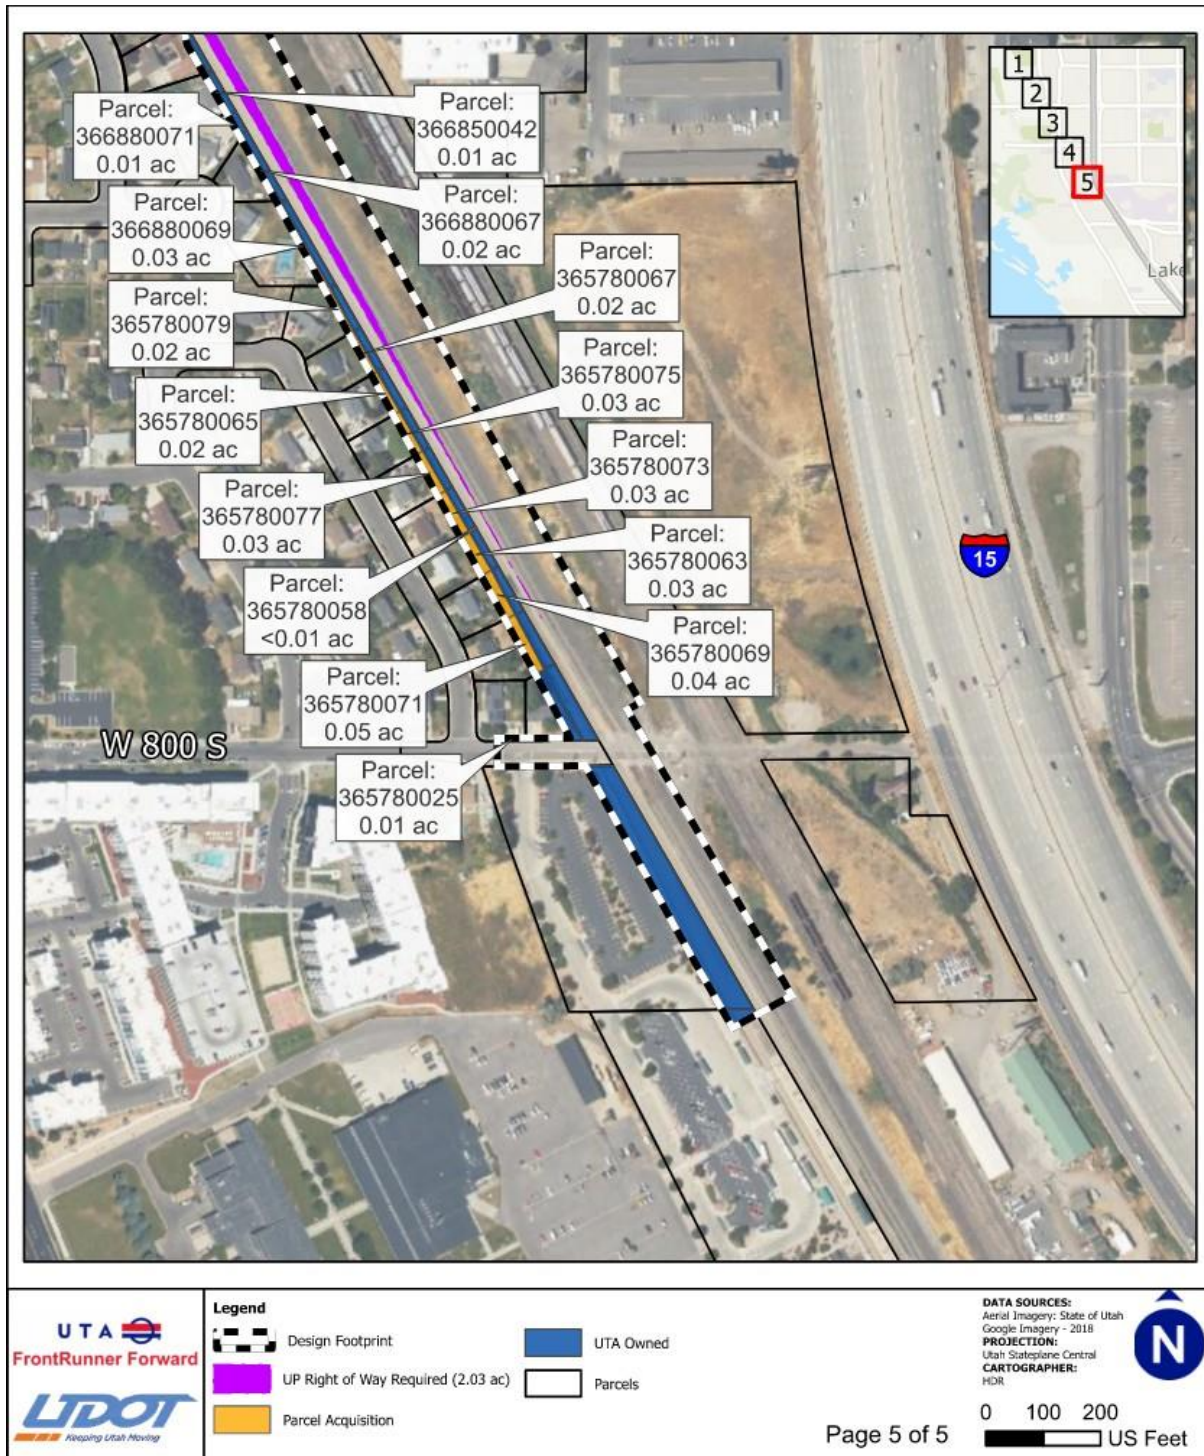 1
2
3
4
5
Lake
Parcel:
366880071
0.01 ac
Parcel:
366850042
0.01 ac
Parcel:
366880069
0.03 ac
Parcel:
366880067
0.02 ac
Parcel:
365780067
0.02 ac
Parcel:
365780079
0.02 ac
Parcel:
365780075
0.03 ac
Parcel:
365780065
0.02 ac
Parcel:
365780073
0.03 ac
Parcel:
365780077
0.03 ac
Parcel:
365780063
0.03 ac
Parcel:
365780058
<0.01 ac
Parcel:
365780069
0.04 ac
Parcel:
365780071
0.05 ac
W 800 S
Parcel:
365780025
0.01 ac
15
UTA
FrontRunner Forward
UDOT
Keeping Utah Moving
Legend
Design Footprint
UP Right of Way Required (2.03 ac)
Parcel Acquisition
UTA Owned
Parcels
Page 5 of 5
DATA SOURCES:
Aerial Imagery: State of Utah
Google Imagery - 2018
PROJECTION:
Utah Stateplane Central
CARTOGRAPHER:
HDR
N
0 100 200
US Feet